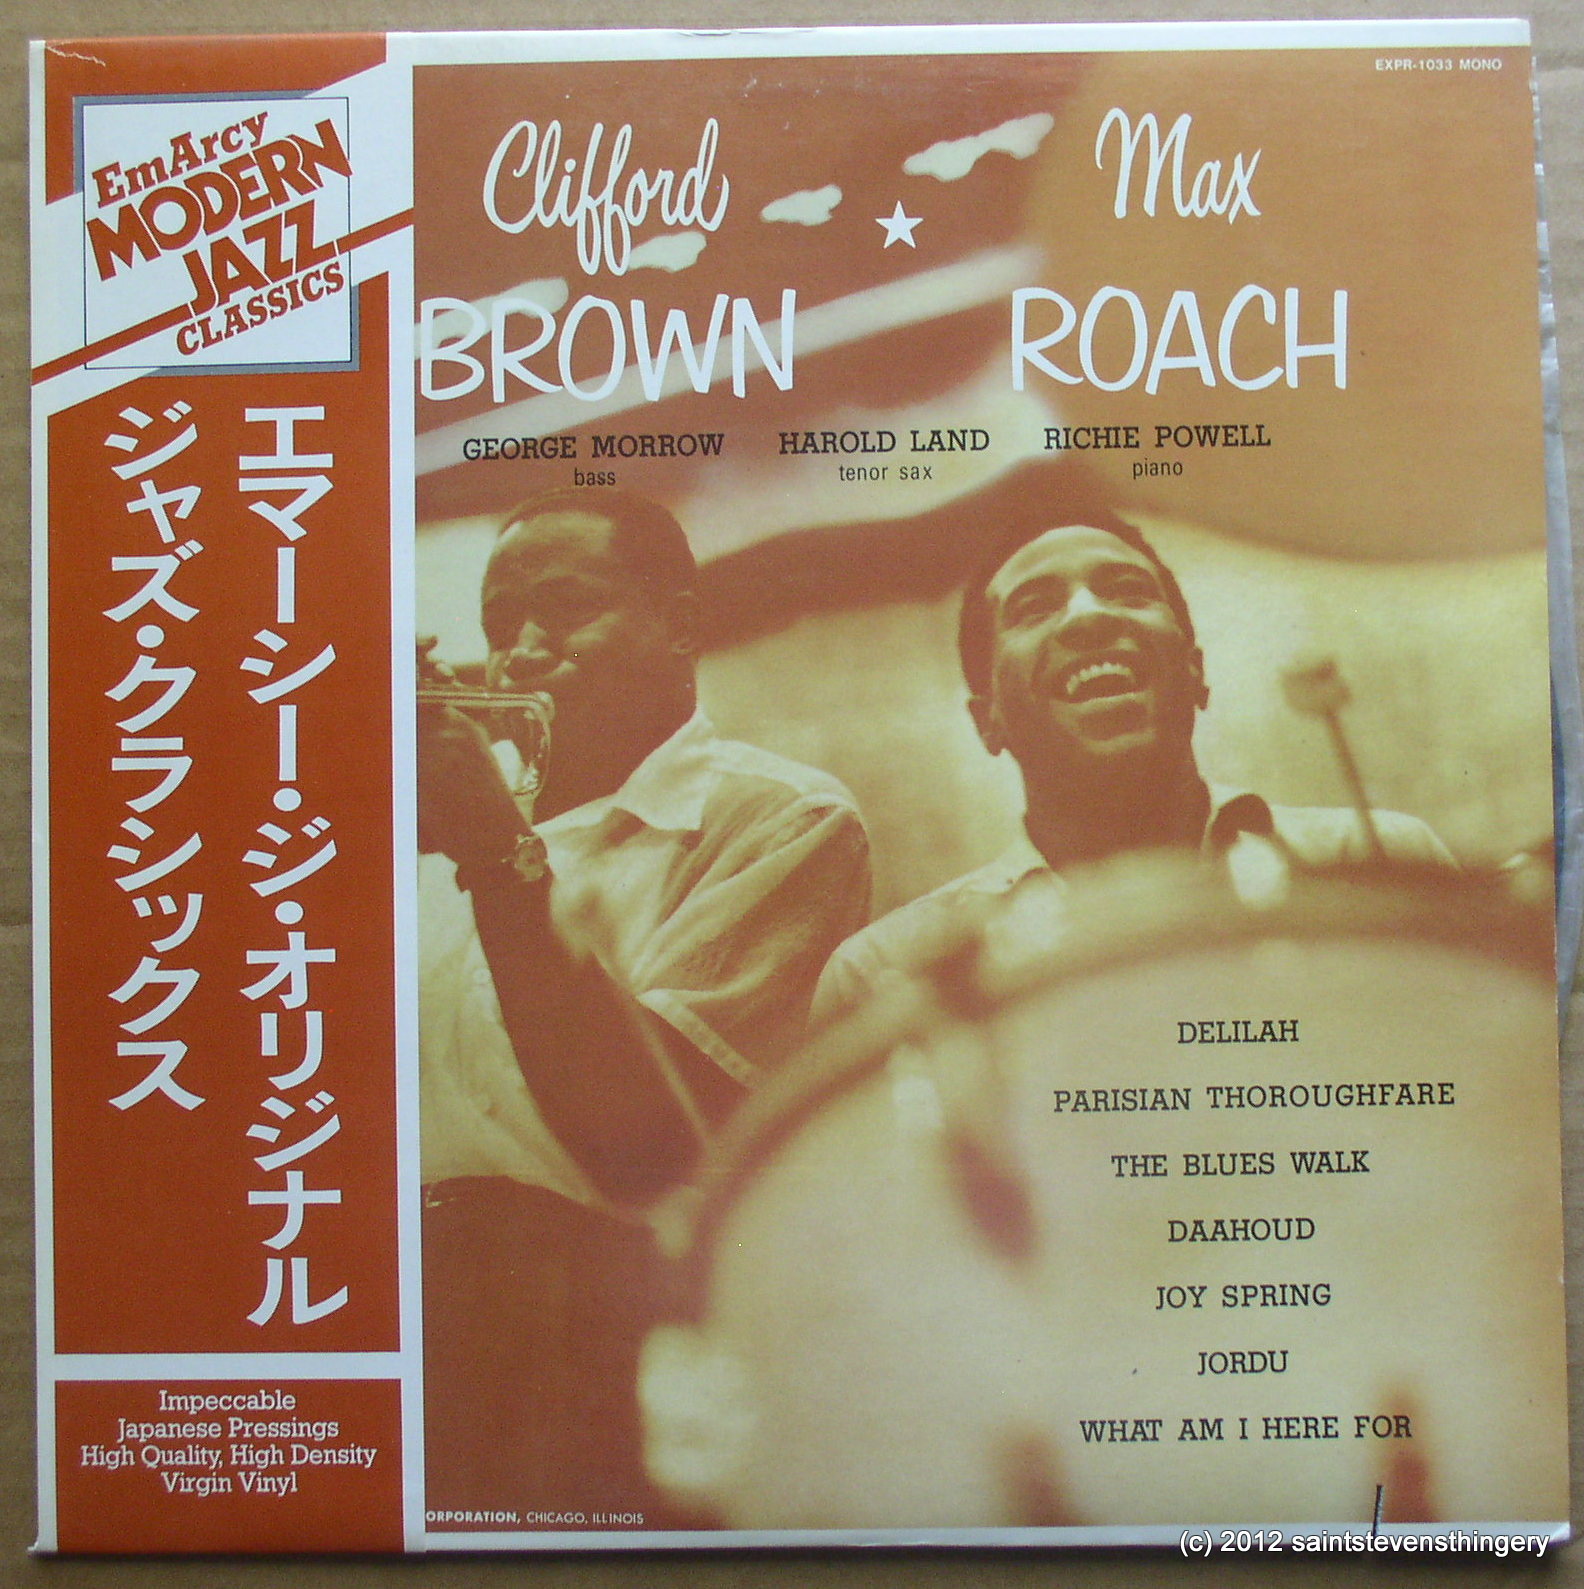 EmArcy
MODERN
JAZZ
CLASSICS
エマーシー・ジ・オリジナル
ジャズ・クラシックス
Impeccable
Japanese Pressings
High Quality, High Density
Virgin Vinyl
EXPR-1033 MONO
Clifford
BROWN
Max
ROACH
GEORGE MORROW
bass
HAROLD LAND
tenor sax
RICHIE POWELL
piano
DELILAH
PARISIAN THOROUGHFARE
THE BLUES WALK
DAAHOUD
JOY SPRING
JORDU
WHAT AM I HERE FOR
ORPORATION, CHICAGO, ILLINOIS
(c) 2012 saintsteventhingery